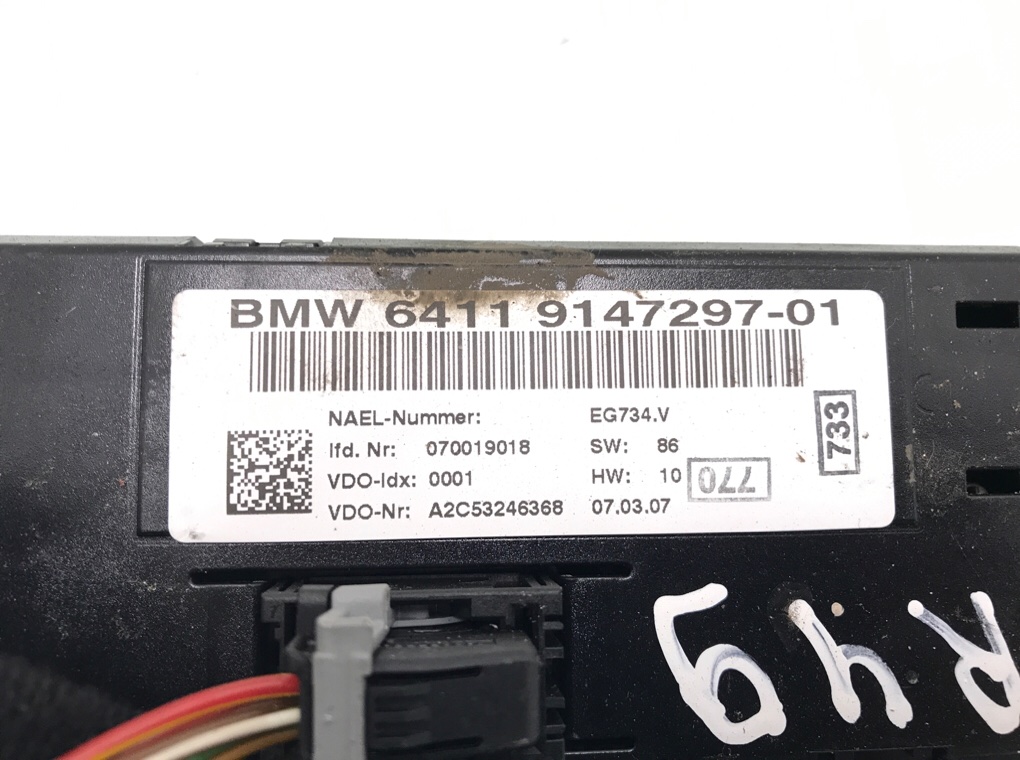 BMW 6411 9147297-01
NAEL-Nummer: EG734.V
lfd. Nr: 070019018 SW: 86
VDO-Idx: 0001 HW: 10
VDO-Nr: A2C53246368 07.03.07
770
733